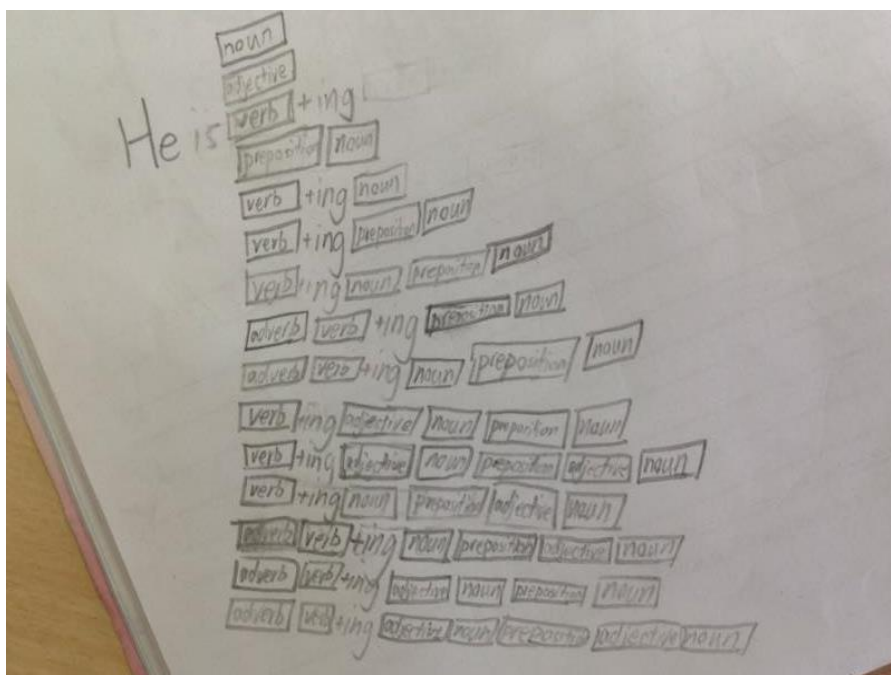 noun
adjective
He is verb +ing
preposition noun
verb +ing noun
verb +ing preposition noun
verb +ing noun preposition noun
adverb verb +ing preposition noun
adverb verb +ing noun preposition noun
verb +ing adjective noun preposition noun
verb +ing adjective noun preposition adjective noun
verb +ing noun preposition adjective noun
adverb verb +ing noun preposition adjective noun
adverb verb +ing adjective noun preposition noun
adverb verb +ing adjective noun preposition adjective noun